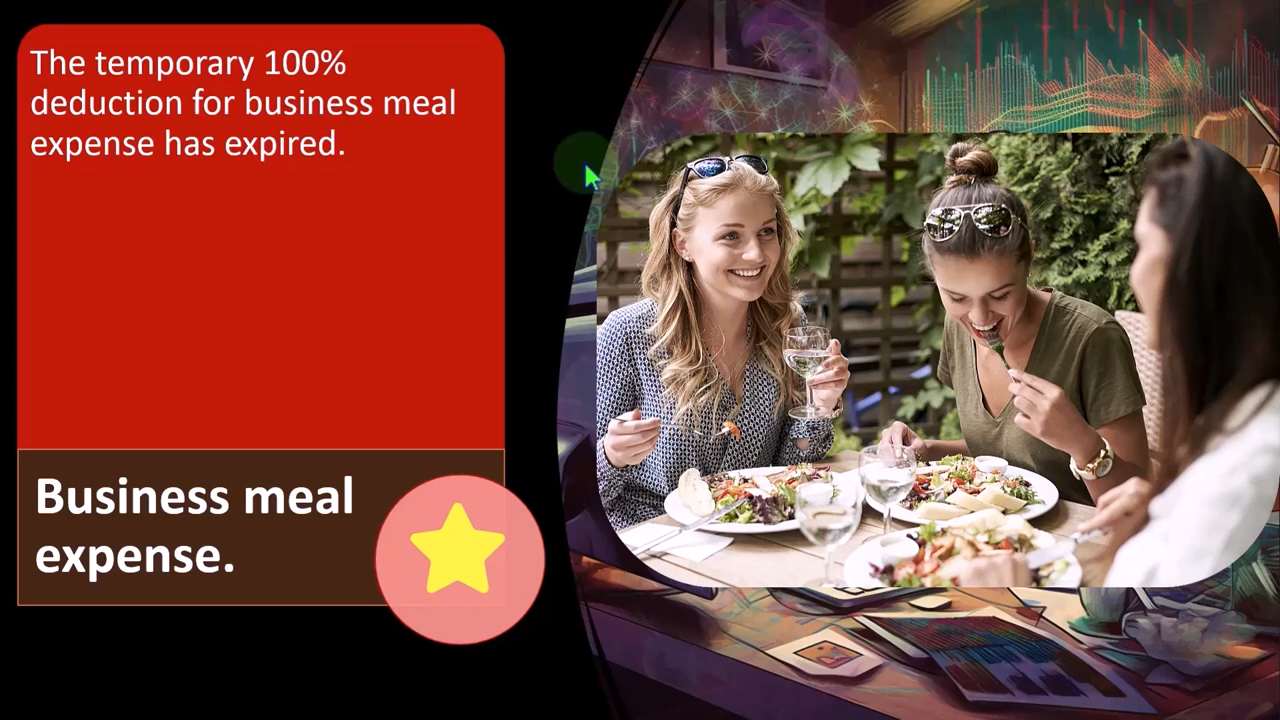 The temporary 100%
deduction for business meal
expense has expired.
Business meal
expense.